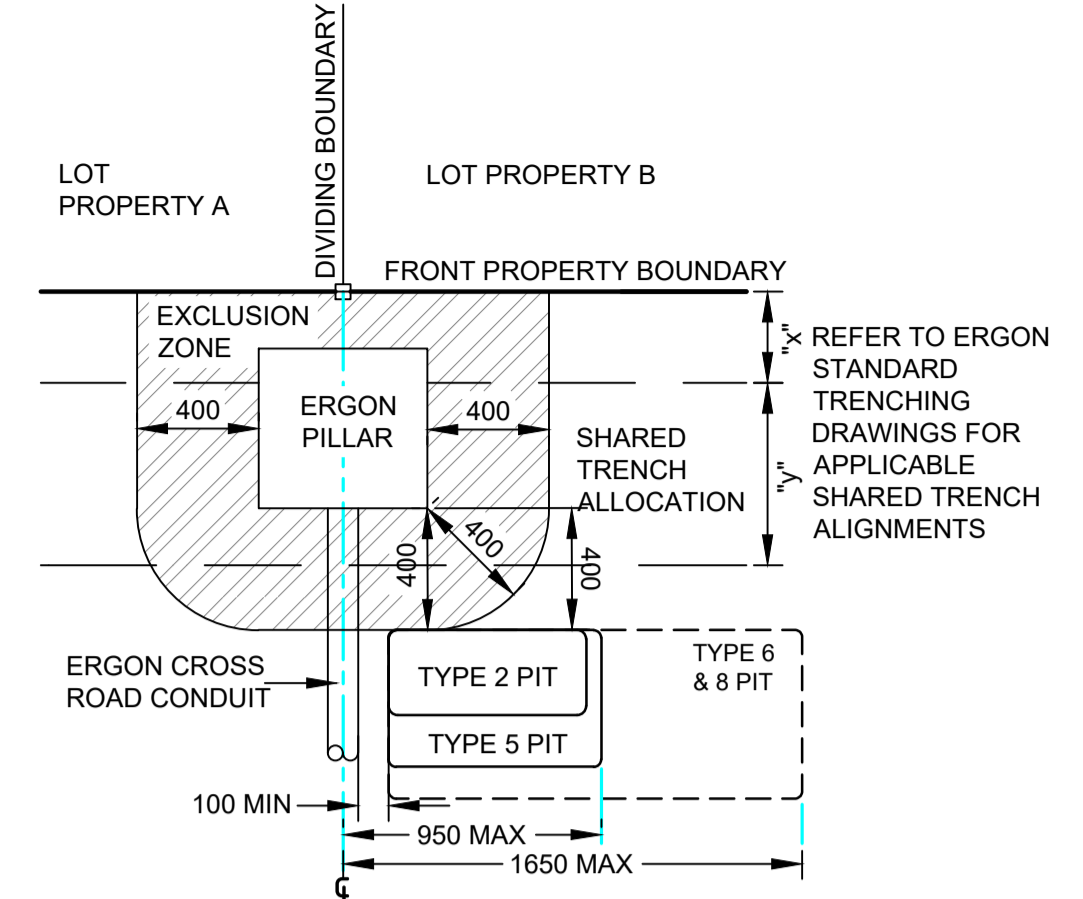 DIVIDING BOUNDARY
LOT
PROPERTY A
LOT PROPERTY B
FRONT PROPERTY BOUNDARY
EXCLUSION
ZONE
"x"
REFER TO ERGON
STANDARD
TRENCHING
DRAWINGS FOR
APPLICABLE
SHARED TRENCH
ALIGNMENTS
"y"
400
ERGON
PILLAR
400
SHARED
TRENCH
ALLOCATION
400
400
400
ERGON CROSS
ROAD CONDUIT
TYPE 2 PIT
TYPE 6
& 8 PIT
TYPE 5 PIT
100 MIN
950 MAX
1650 MAX
℄